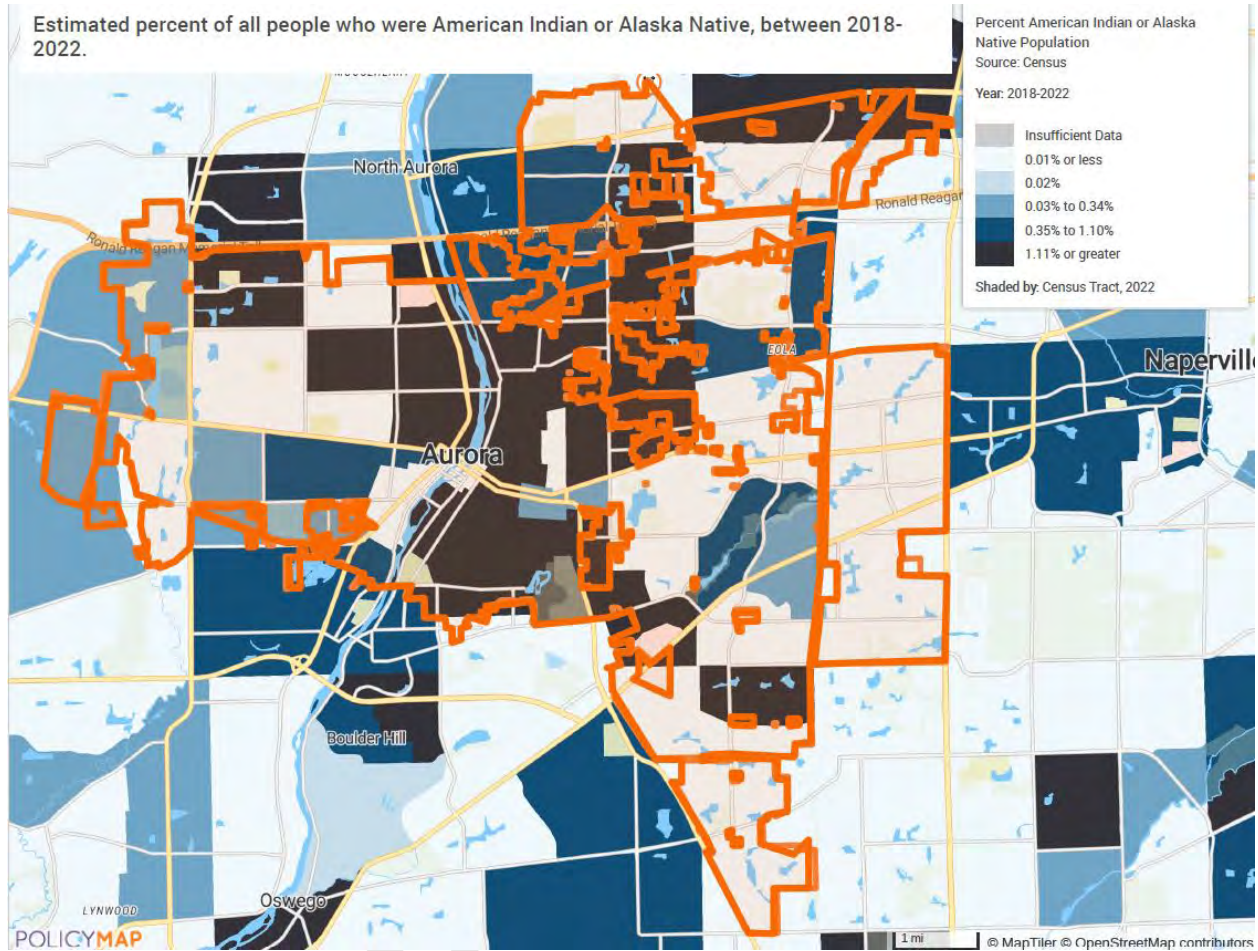 Estimated percent of all people who were American Indian or Alaska Native, between 2018-
2022.
Percent American Indian or Alaska
Native Population
Source: Census
Year: 2018-2022
Insufficient Data
0.01% or less
0.02%
0.03% to 0.34%
0.35% to 1.10%
1.11% or greater
Shaded by: Census Tract, 2022
North Aurora
Ronald Reagan
Ronald Reagan Memorial
EOLA
Naperville
Aurora
Boulder Hill
Oswego
LYNWOOD
POLICYMAP
1 mi
© MapTiler © OpenStreetMap contributors